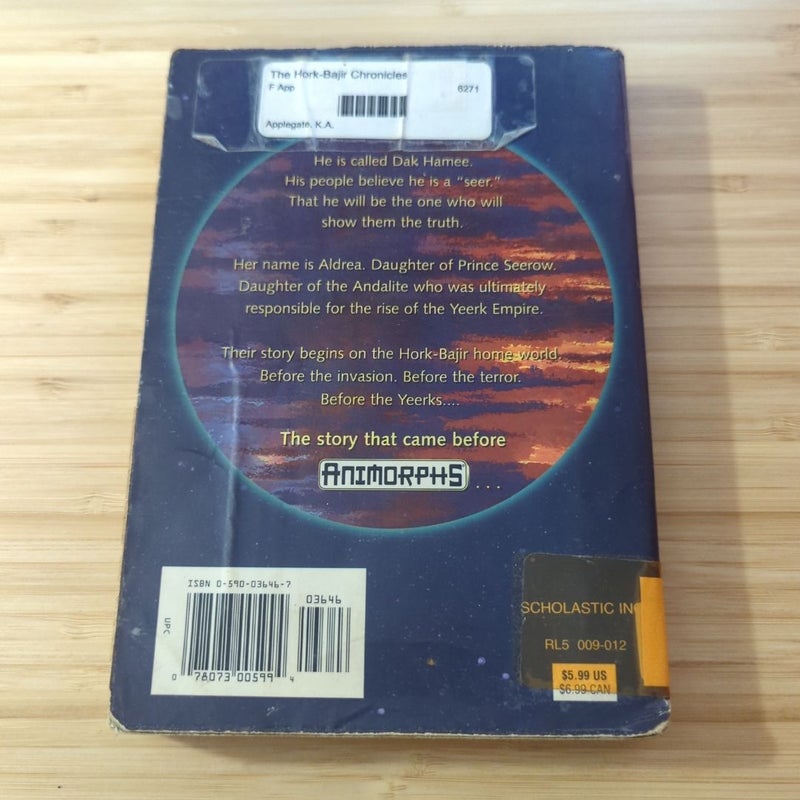 The Hork-Bajir Chronicles
F App 6271
Applegate, K.A.
He is called Dak Hamee.
His people believe he is a "seer."
That he will be the one who will
show them the truth.
Her name is Aldrea. Daughter of Prince Seerow.
Daughter of the Andalite who was ultimately
responsible for the rise of the Yeerk Empire.
Their story begins on the Hork-Bajir home world.
Before the invasion. Before the terror.
Before the Yeerks....
The story that came before
ANIMORPHS ...
ISBN 0-590-03646-7
03646
UPC
0 78073 00599 4
SCHOLASTIC INC
RL5 009-012
$5.99 US
$6.99 CAN